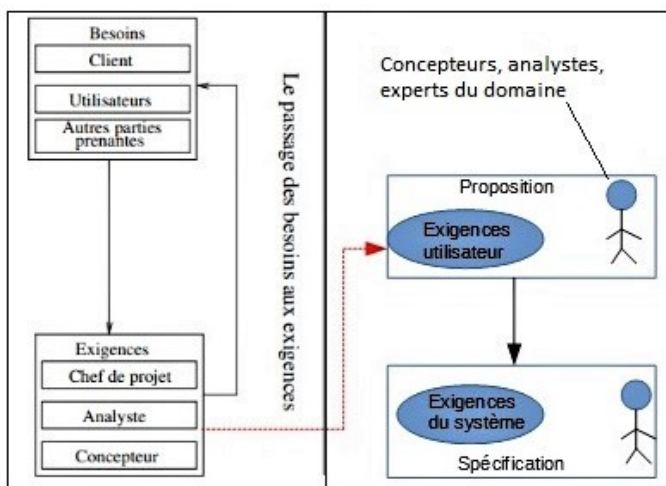 Besoins
Client
Utilisateurs
Autres parties
prenantes
Exigences
Chef de projet
Analyste
Concepteur
Le passage des besoins aux exigences
Concepteurs, analystes,
experts du domaine
Proposition
Exigences
utilisateur
Exigences
du système
Spécification